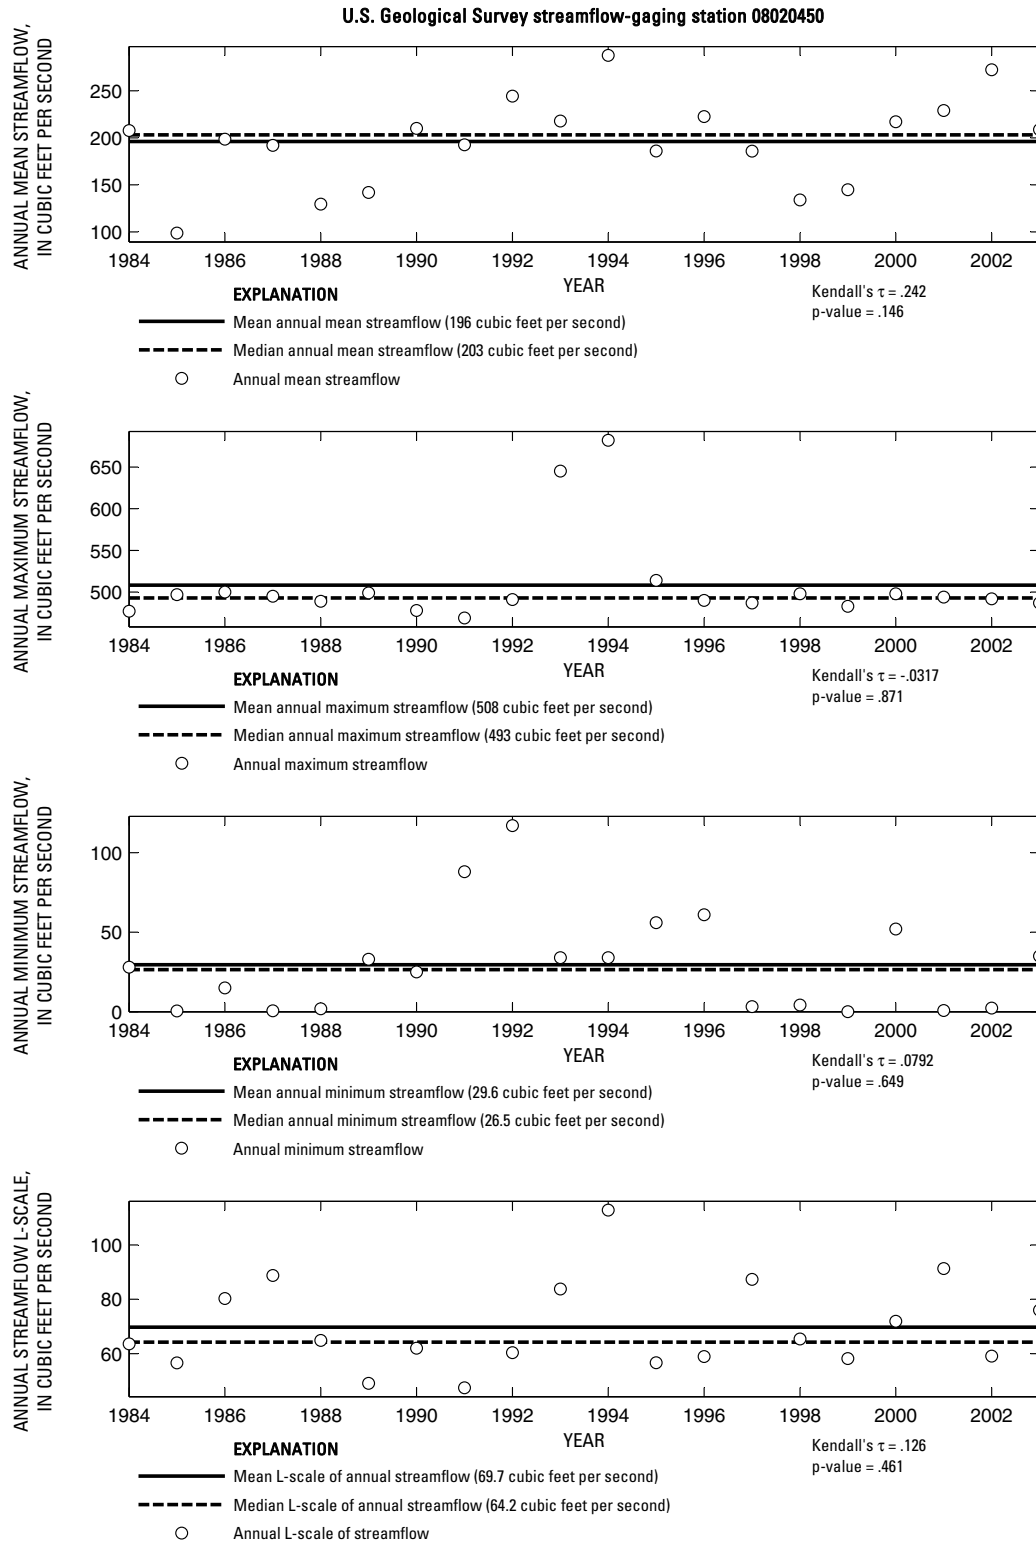 U.S. Geological Survey streamflow-gaging station 08020450
ANNUAL MEAN STREAMFLOW,
IN CUBIC FEET PER SECOND
250
200
150
100
1984 1986 1988 1990 1992 1994 1996 1998 2000 2002
YEAR
Kendall's τ = .242
p-value = .146
EXPLANATION
Mean annual mean streamflow (196 cubic feet per second)
Median annual mean streamflow (203 cubic feet per second)
Annual mean streamflow
ANNUAL MAXIMUM STREAMFLOW,
IN CUBIC FEET PER SECOND
650
600
550
500
1984 1986 1988 1990 1992 1994 1996 1998 2000 2002
YEAR
Kendall's τ = -.0317
p-value = .871
EXPLANATION
Mean annual maximum streamflow (508 cubic feet per second)
Median annual maximum streamflow (493 cubic feet per second)
Annual maximum streamflow
ANNUAL MINIMUM STREAMFLOW,
IN CUBIC FEET PER SECOND
100
50
0
1984 1986 1988 1990 1992 1994 1996 1998 2000 2002
YEAR
Kendall's τ = .0792
p-value = .649
EXPLANATION
Mean annual minimum streamflow (29.6 cubic feet per second)
Median annual minimum streamflow (26.5 cubic feet per second)
Annual minimum streamflow
ANNUAL STREAMFLOW L-SCALE,
IN CUBIC FEET PER SECOND
100
80
60
1984 1986 1988 1990 1992 1994 1996 1998 2000 2002
YEAR
Kendall's τ = .126
p-value = .461
EXPLANATION
Mean L-scale of annual streamflow (69.7 cubic feet per second)
Median L-scale of annual streamflow (64.2 cubic feet per second)
Annual L-scale of streamflow